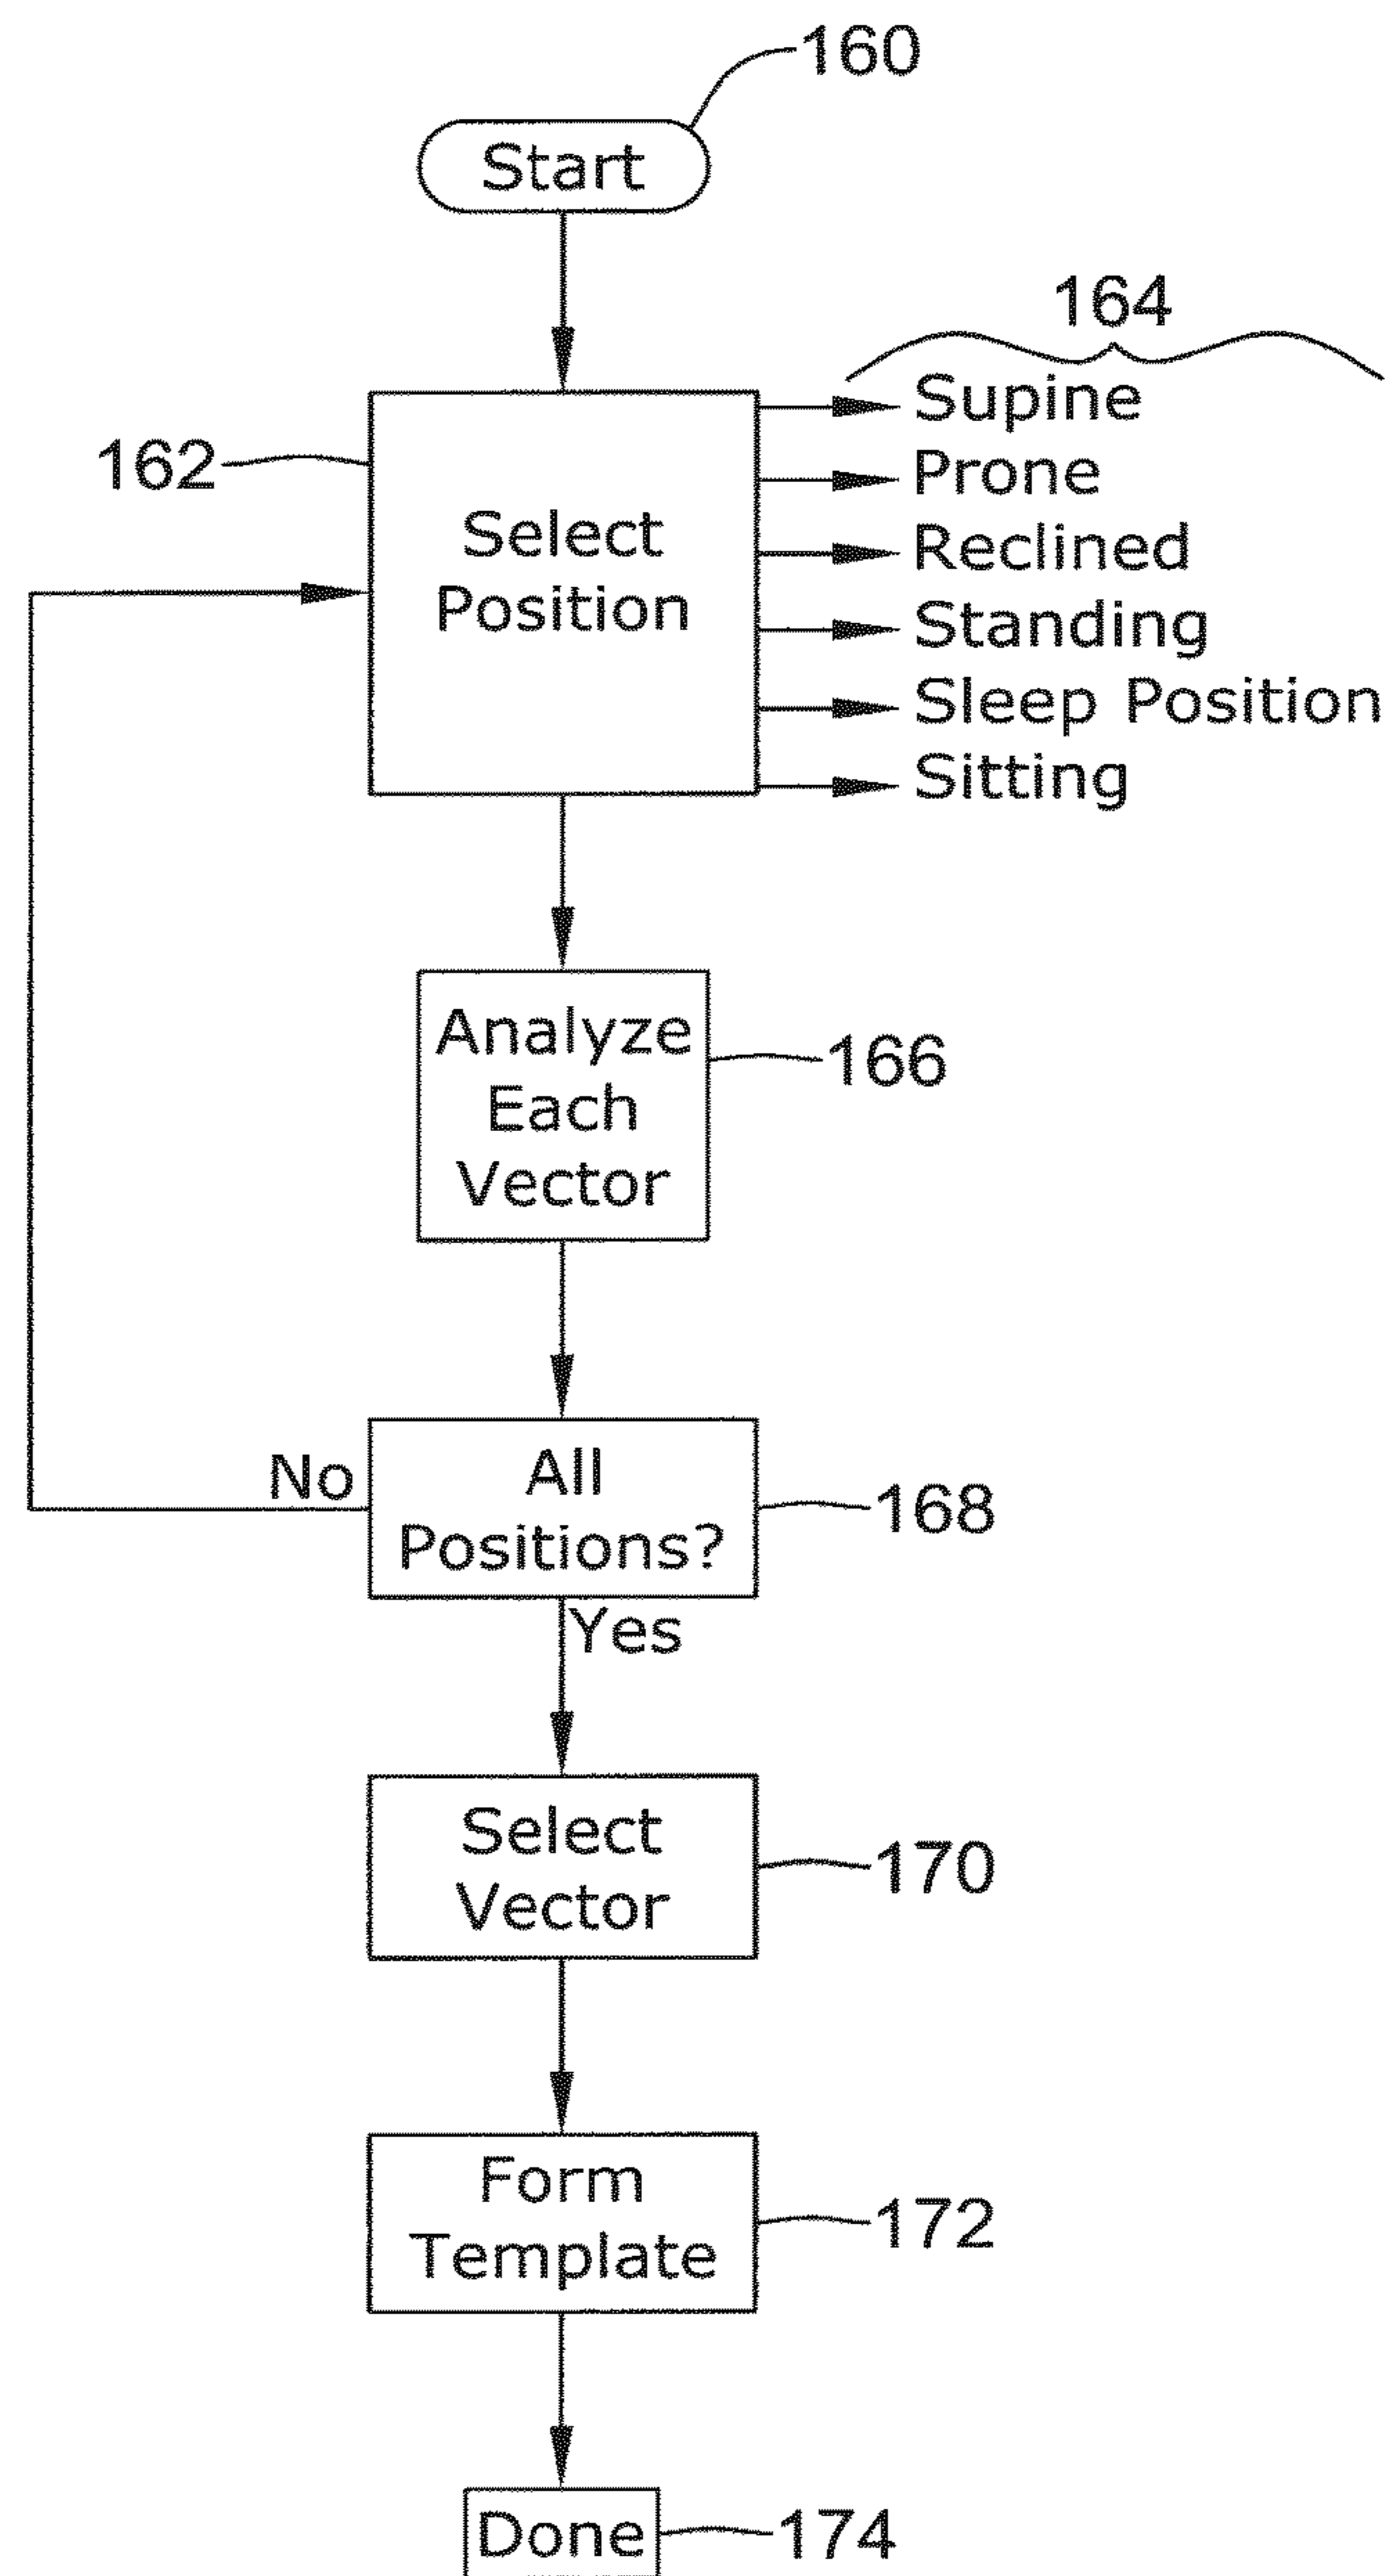 160
Start
164
Supine
162
Prone
Select
Position
Reclined
Standing
Sleep Position
Sitting
Analyze
Each
Vector
166
No
All
Positions?
168
Yes
Select
Vector
170
Form
Template
172
Done
174